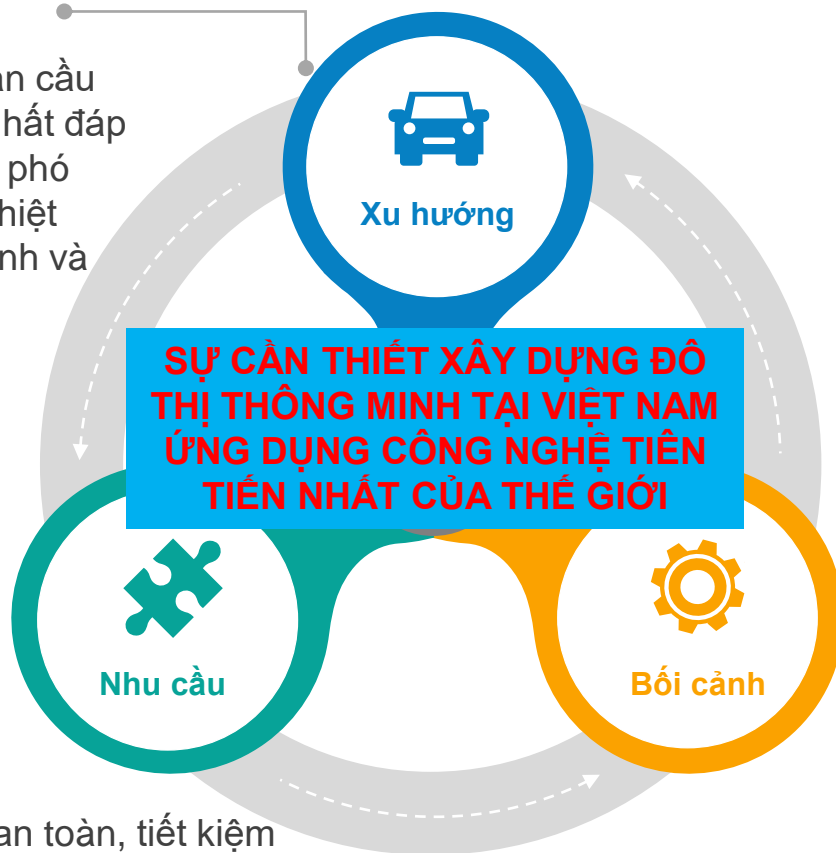 Xu hướng
àn cầu
hất đáp
phó
hiệt
nh và
SỰ CẦN THIẾT XÂY DỰNG ĐÔ
THỊ THÔNG MINH TẠI VIỆT NAM
ỨNG DỤNG CÔNG NGHỆ TIÊN
TIẾN NHẤT CỦA THẾ GIỚI
Nhu cầu
Bối cảnh
an toàn, tiết kiệm